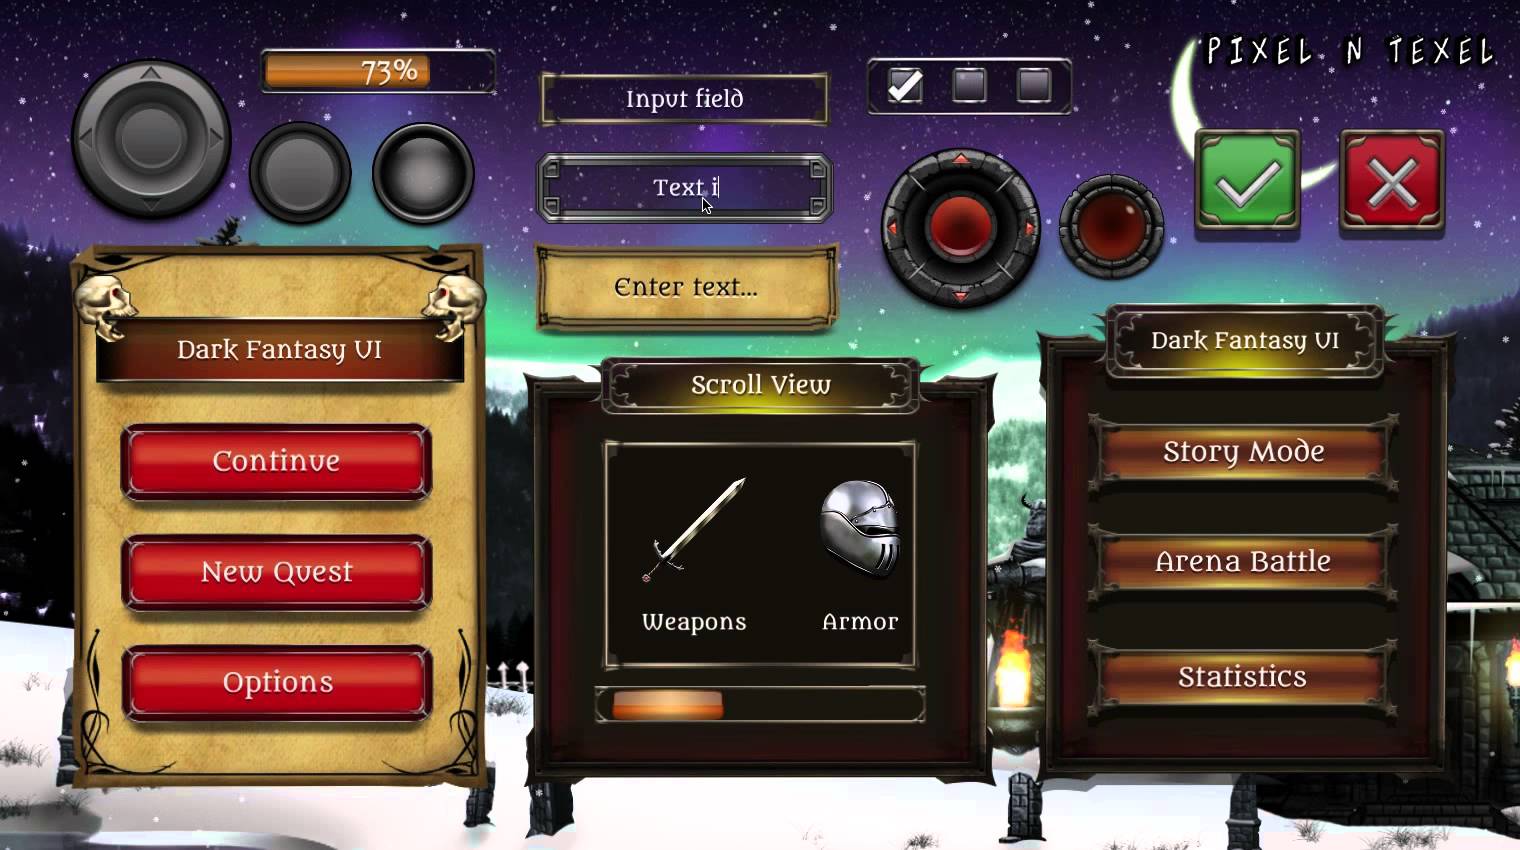 PIXEL N TEXEL
73%
Input field
Text i
Enter text...
Dark Fantasy UI
Continue
New Quest
Options
Scroll View
Weapons
Armor
Dark Fantasy UI
Story Mode
Arena Battle
Statistics